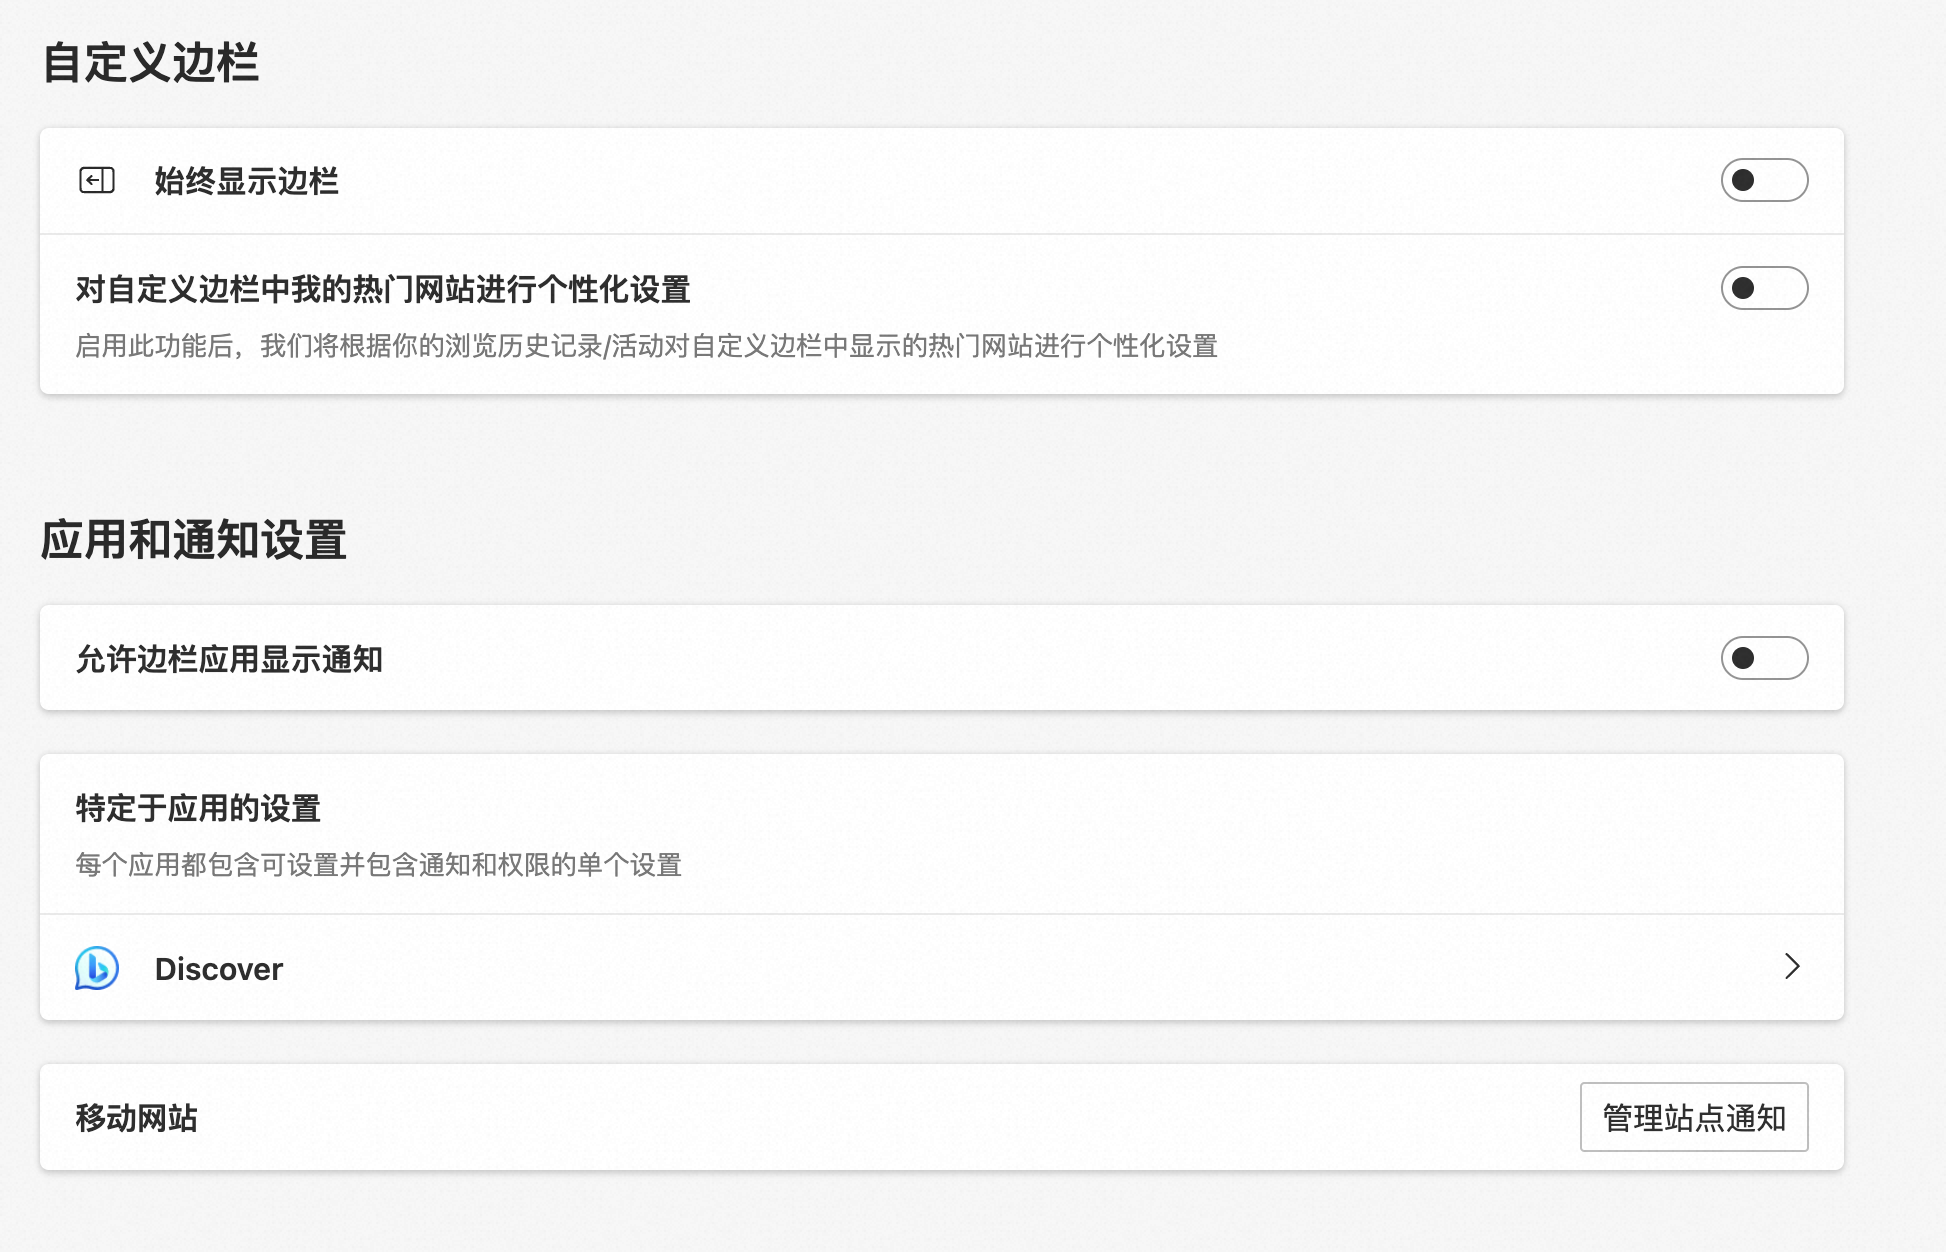 自定义边栏
始终显示边栏
对自定义边栏中我的热门网站进行个性化设置
启用此功能后，我们将根据你的浏览历史记录/活动对自定义边栏中显示的热门网站进行个性化设置
应用和通知设置
允许边栏应用显示通知
特定于应用的设置
每个应用都包含可设置并包含通知和权限的单个设置
Discover
移动网站
管理站点通知